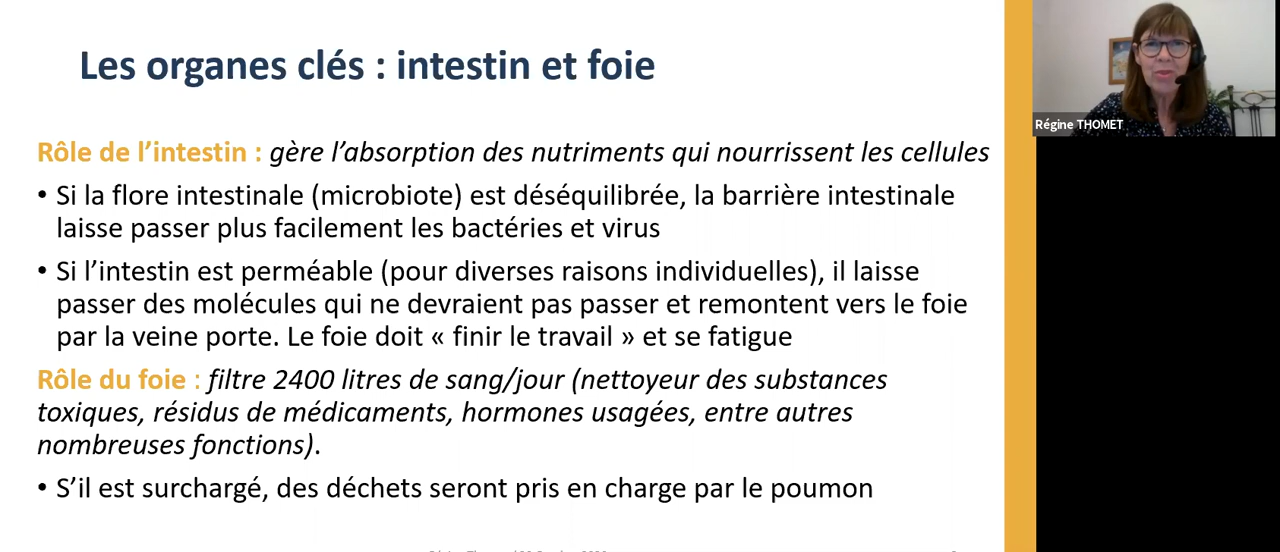 Les organes clés : intestin et foie
Régine THOMET
Rôle de l’intestin : gère l’absorption des nutriments qui nourrissent les cellules
• Si la flore intestinale (microbiote) est déséquilibrée, la barrière intestinale
laisse passer plus facilement les bactéries et virus
• Si l’intestin est perméable (pour diverses raisons individuelles), il laisse
passer des molécules qui ne devraient pas passer et remontent vers le foie
par la veine porte. Le foie doit « finir le travail » et se fatigue
Rôle du foie : filtre 2400 litres de sang/jour (nettoyeur des substances
toxiques, résidus de médicaments, hormones usagées, entre autres
nombreuses fonctions).
• S’il est surchargé, des déchets seront pris en charge par le poumon